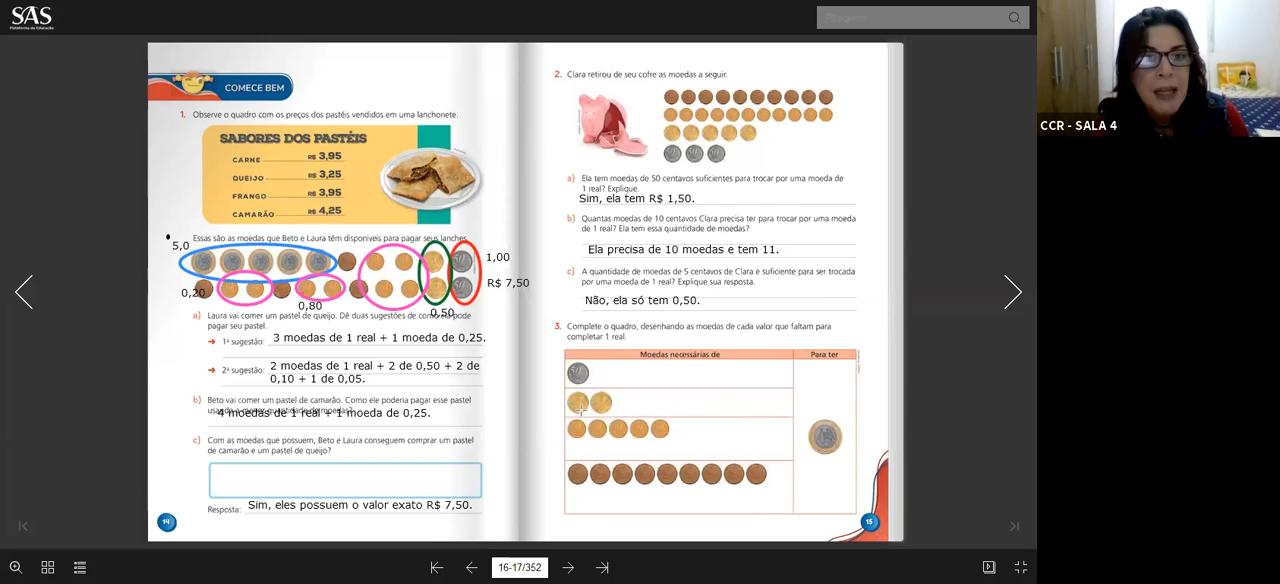 SAS
Plataforma de Educação
Pesquisar
CCR - SALA 4
COMECE BEM
1. Observe o quadro com os preços dos pastéis vendidos em uma lanchonete.
SABORES DOS PASTÉIS
CARNE R$ 3,95
QUEIJO R$ 3,25
FRANGO R$ 3,95
CAMARÃO R$ 4,25
Essas são as moedas que Beto e Laura têm disponíveis para pagar seus lanches.
5,0
1,00
R$ 7,50
0,20
0,80
0,50
a) Laura vai comer um pastel de queijo. Dê duas sugestões de como ela pode
pagar seu pastel.
1ª sugestão: 3 moedas de 1 real + 1 moeda de 0,25.
2ª sugestão: 2 moedas de 1 real + 2 de 0,50 + 2 de
0,10 + 1 de 0,05.
b) Beto vai comer um pastel de camarão. Como ele poderia pagar esse pastel
usando a menor quantidade de moedas?
4 moedas de 1 real + 1 moeda de 0,25.
c) Com as moedas que possuem, Beto e Laura conseguem comprar um pastel
de camarão e um pastel de queijo?
Resposta: Sim, eles possuem o valor exato R$ 7,50.
14
2. Clara retirou de seu cofre as moedas a seguir.
a) Ela tem moedas de 50 centavos suficientes para trocar por uma moeda de
1 real? Explique.
Sim, ela tem R$ 1,50.
b) Quantas moedas de 10 centavos Clara precisa ter para trocar por uma moeda
de 1 real? Ela tem essa quantidade de moedas?
Ela precisa de 10 moedas e tem 11.
c) A quantidade de moedas de 5 centavos de Clara é suficiente para ser trocada
por uma moeda de 1 real? Explique sua resposta.
Não, ela só tem 0,50.
3. Complete o quadro, desenhando as moedas de cada valor que faltam para
completar 1 real.
Moedas necessárias de
Para ter
15
16-17/352